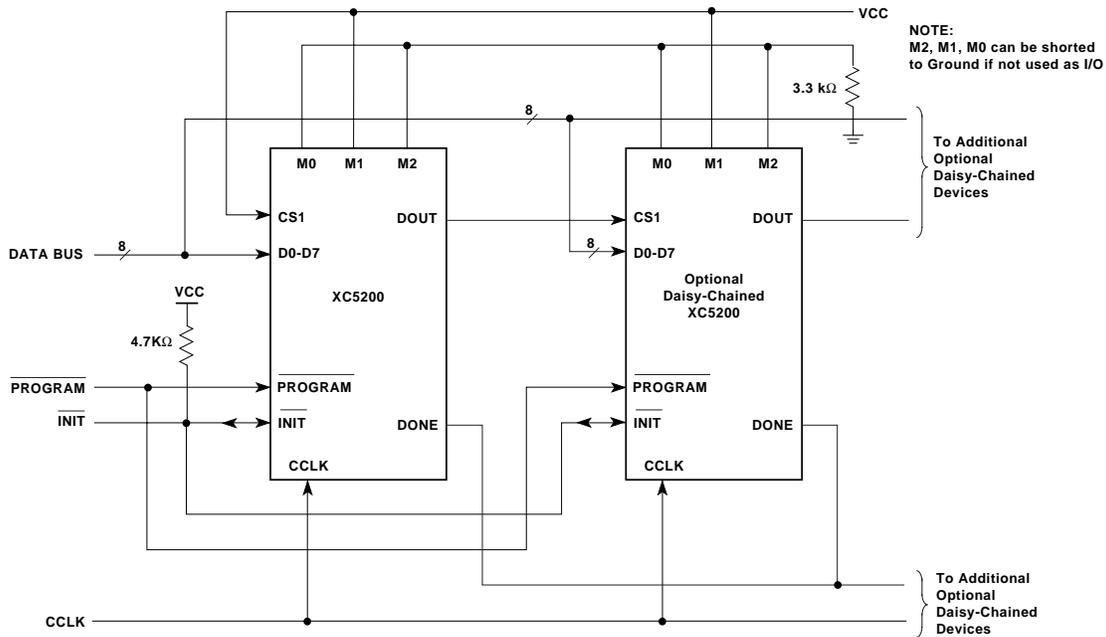 VCC
NOTE:
M2, M1, M0 can be shorted
to Ground if not used as I/O
3.3 kΩ
8
To Additional
Optional
Daisy-Chained
Devices
M0 M1 M2
M0 M1 M2
CS1
DOUT
CS1
DOUT
DATA BUS
8
D0-D7
8
D0-D7
XC5200
Optional
Daisy-Chained
XC5200
VCC
4.7KΩ
PROGRAM
PROGRAM
PROGRAM
INIT
INIT
DONE
INIT
DONE
CCLK
CCLK
To Additional
Optional
Daisy-Chained
Devices
CCLK